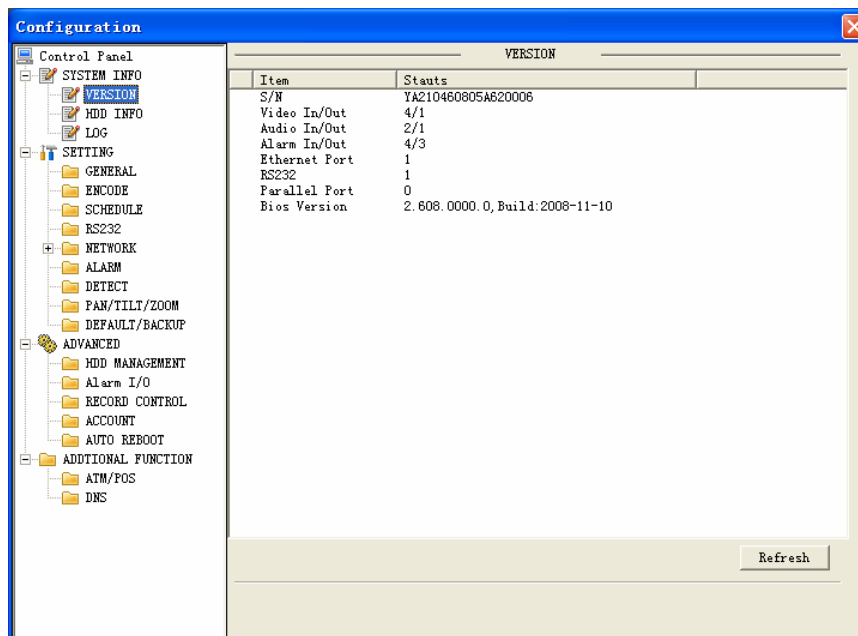 Configuration
Control Panel
SYSTEM INFO
VERSION
HDD INFO
LOG
SETTING
GENERAL
ENCODE
SCHEDULE
RS232
NETWORK
ALARM
DETECT
PAN/TILT/ZOOM
DEFAULT/BACKUP
ADVANCED
HDD MANAGEMENT
Alarm I/O
RECORD CONTROL
ACCOUNT
AUTO REBOOT
ADDTIONAL FUNCTION
ATM/POS
DNS
VERSION
Item Stauts
S/N YA210460805A620006
Video In/Out 4/1
Audio In/Out 2/1
Alarm In/Out 4/3
Ethernet Port 1
RS232 1
Parallel Port 0
Bios Version 2.608.0000.0,Build:2008-11-10
Refresh